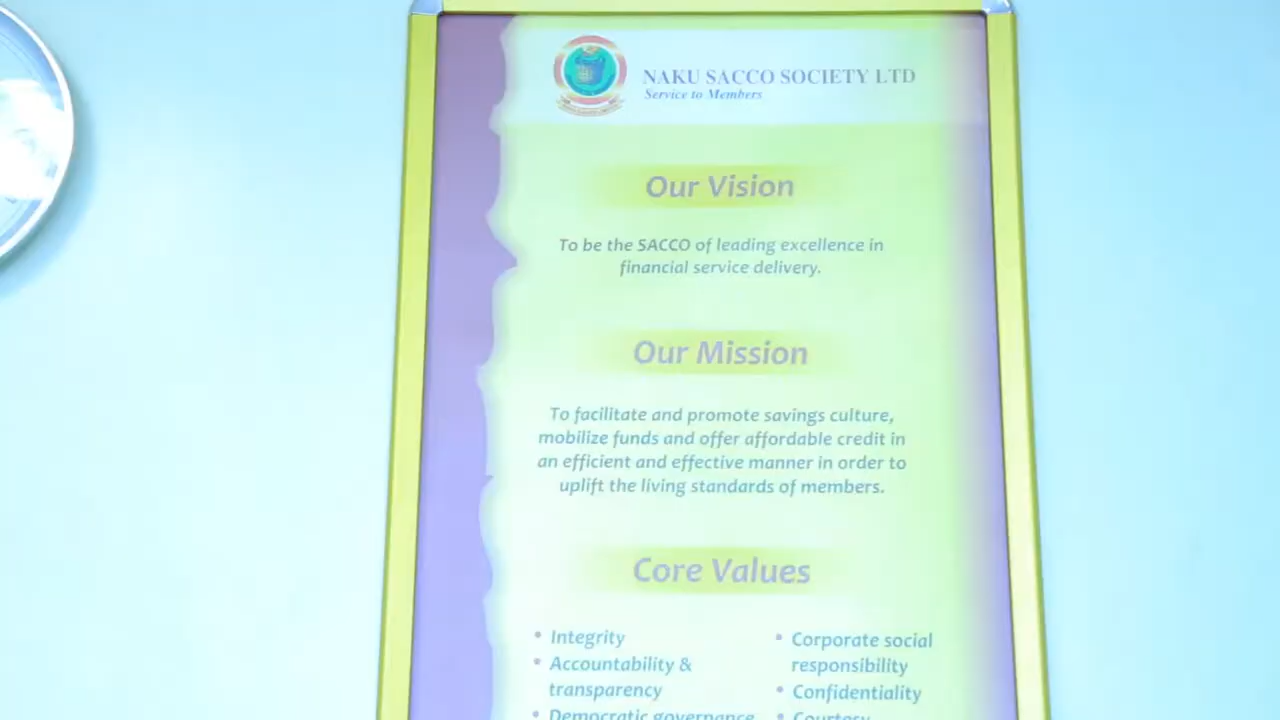 NAKU SACCO SOCIETY LTD
Service to Members
Our Vision
To be the SACCO of leading excellence in
financial service delivery.
Our Mission
To facilitate and promote savings culture,
mobilize funds and offer affordable credit in
an efficient and effective manner in order to
uplift the living standards of members.
Core Values
• Integrity
• Accountability &
transparency
• Democratic governance
• Corporate social
responsibility
• Confidentiality
• Courtesy